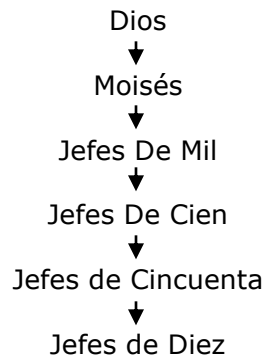 Dios
Moisés
Jefes De Mil
Jefes De Cien
Jefes de Cincuenta
Jefes de Diez